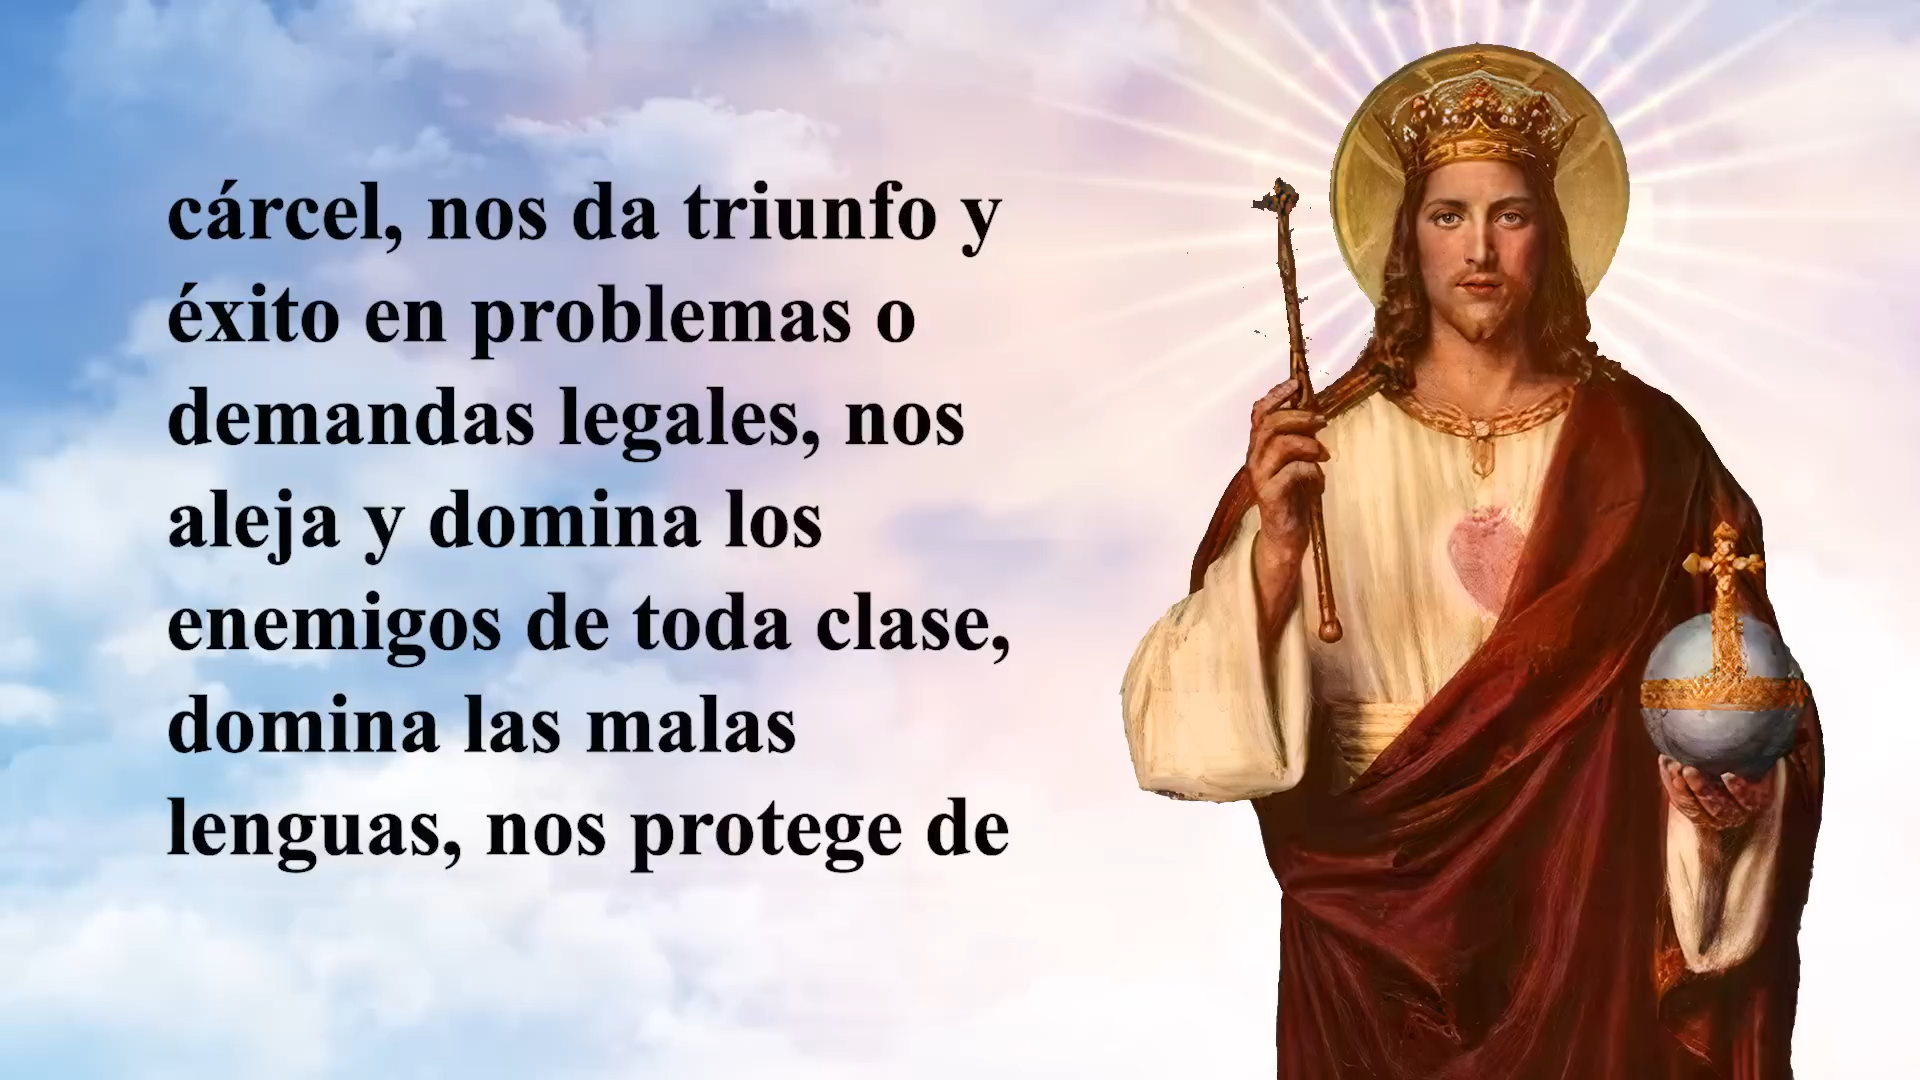 cárcel, nos da triunfo y
éxito en problemas o
demandas legales, nos
aleja y domina los
enemigos de toda clase,
domina las malas
lenguas, nos protege de